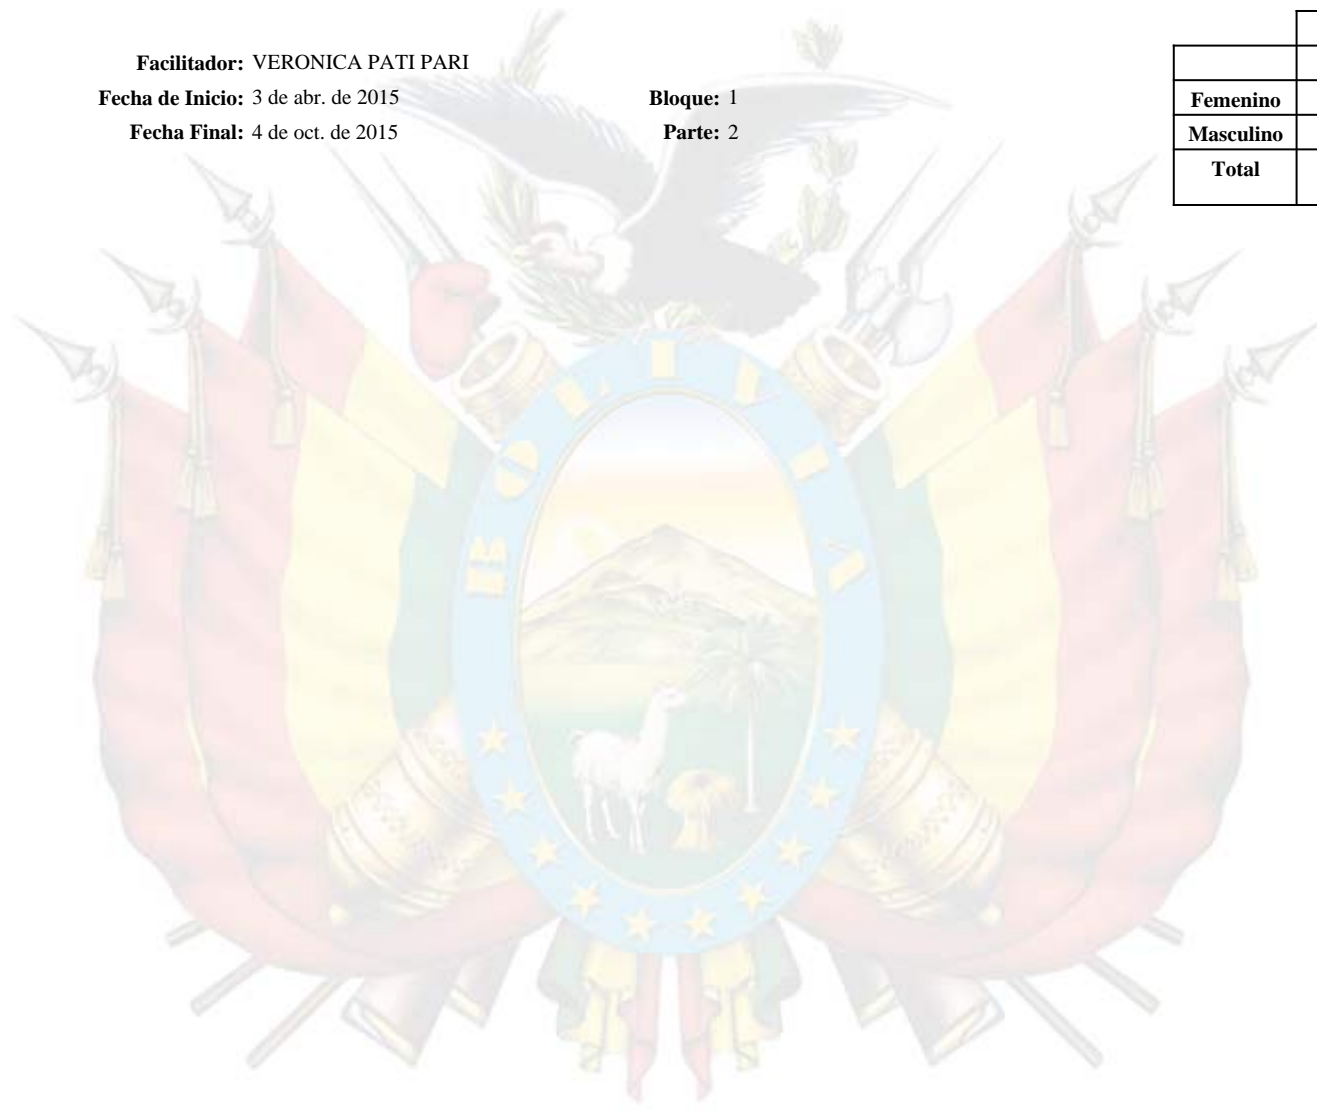 Facilitador: VERONICA PATI PARI
Fecha de Inicio: 3 de abr. de 2015 Bloque: 1
Fecha Final: 4 de oct. de 2015 Parte: 2
Femenino
Masculino
Total
BOLIVIA